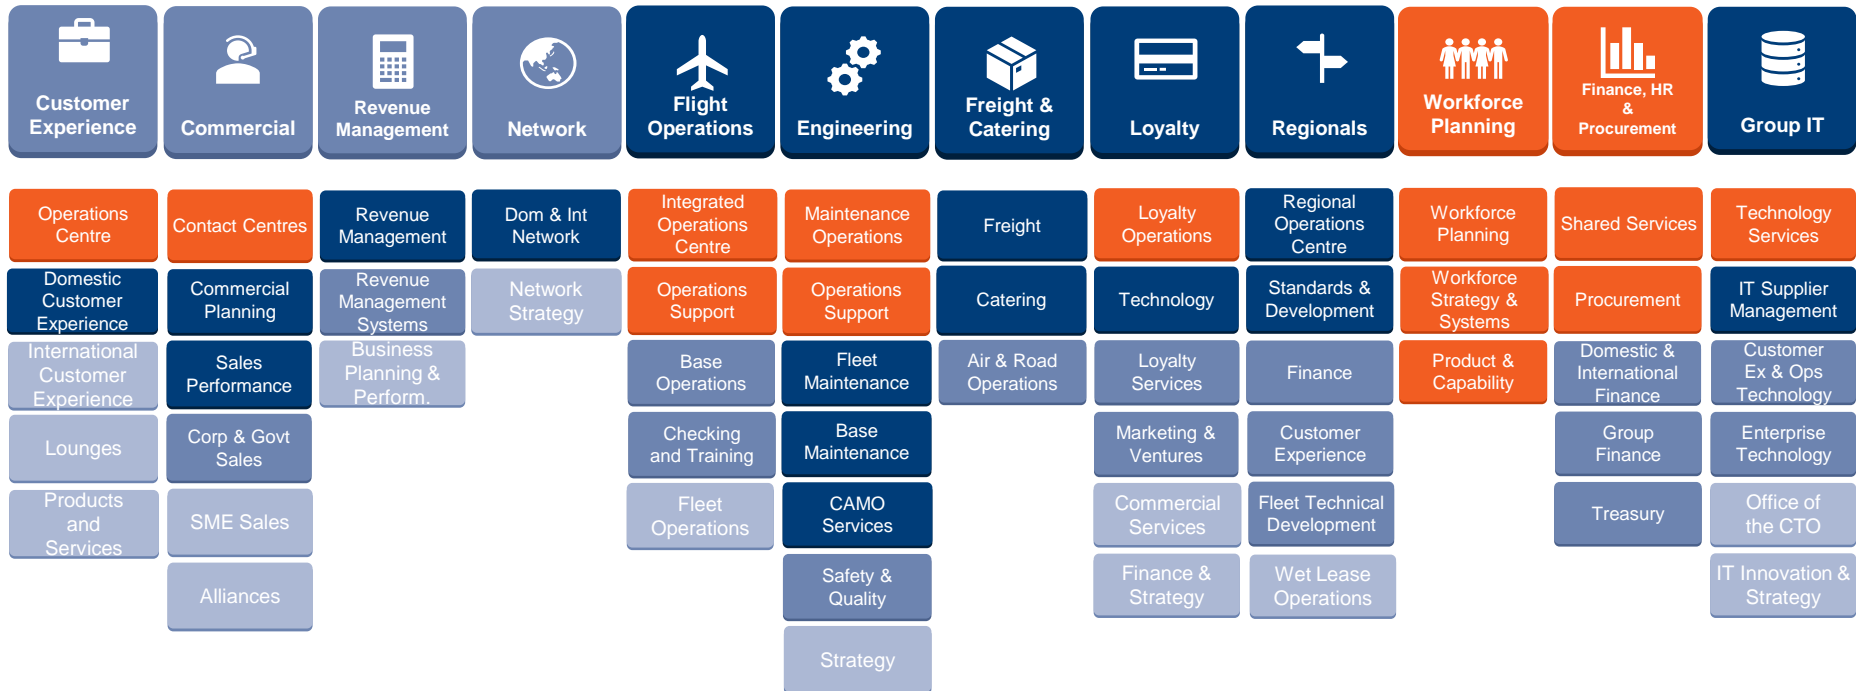 Customer
Experience
Commercial
Revenue
Management
Network
Flight
Operations
Engineering
Freight &
Catering
Loyalty
Regionals
Workforce
Planning
Finance, HR
&
Procurement
Group IT
Operations
Centre
Contact Centres
Revenue
Management
Dom & Int
Network
Integrated
Operations
Centre
Maintenance
Operations
Freight
Loyalty
Operations
Regional
Operations
Centre
Workforce
Planning
Shared Services
Technology
Services
Domestic
Customer
Experience
Commercial
Planning
Revenue
Management
Systems
Network
Strategy
Operations
Support
Operations
Support
Catering
Technology
Standards &
Development
Workforce
Strategy &
Systems
Procurement
IT Supplier
Management
International
Customer
Experience
Sales
Performance
Business
Planning &
Perform.
Base
Operations
Fleet
Maintenance
Air & Road
Operations
Loyalty
Services
Finance
Product &
Capability
Domestic &
International
Finance
Customer
Ex & Ops
Technology
Lounges
Corp & Govt
Sales
Checking
and Training
Base
Maintenance
Marketing &
Ventures
Customer
Experience
Group
Finance
Enterprise
Technology
Products
and
Services
SME Sales
Fleet
Operations
CAMO
Services
Commercial
Services
Fleet Technical
Development
Treasury
Office of
the CTO
Alliances
Safety &
Quality
Finance &
Strategy
Wet Lease
Operations
IT Innovation &
Strategy
Strategy